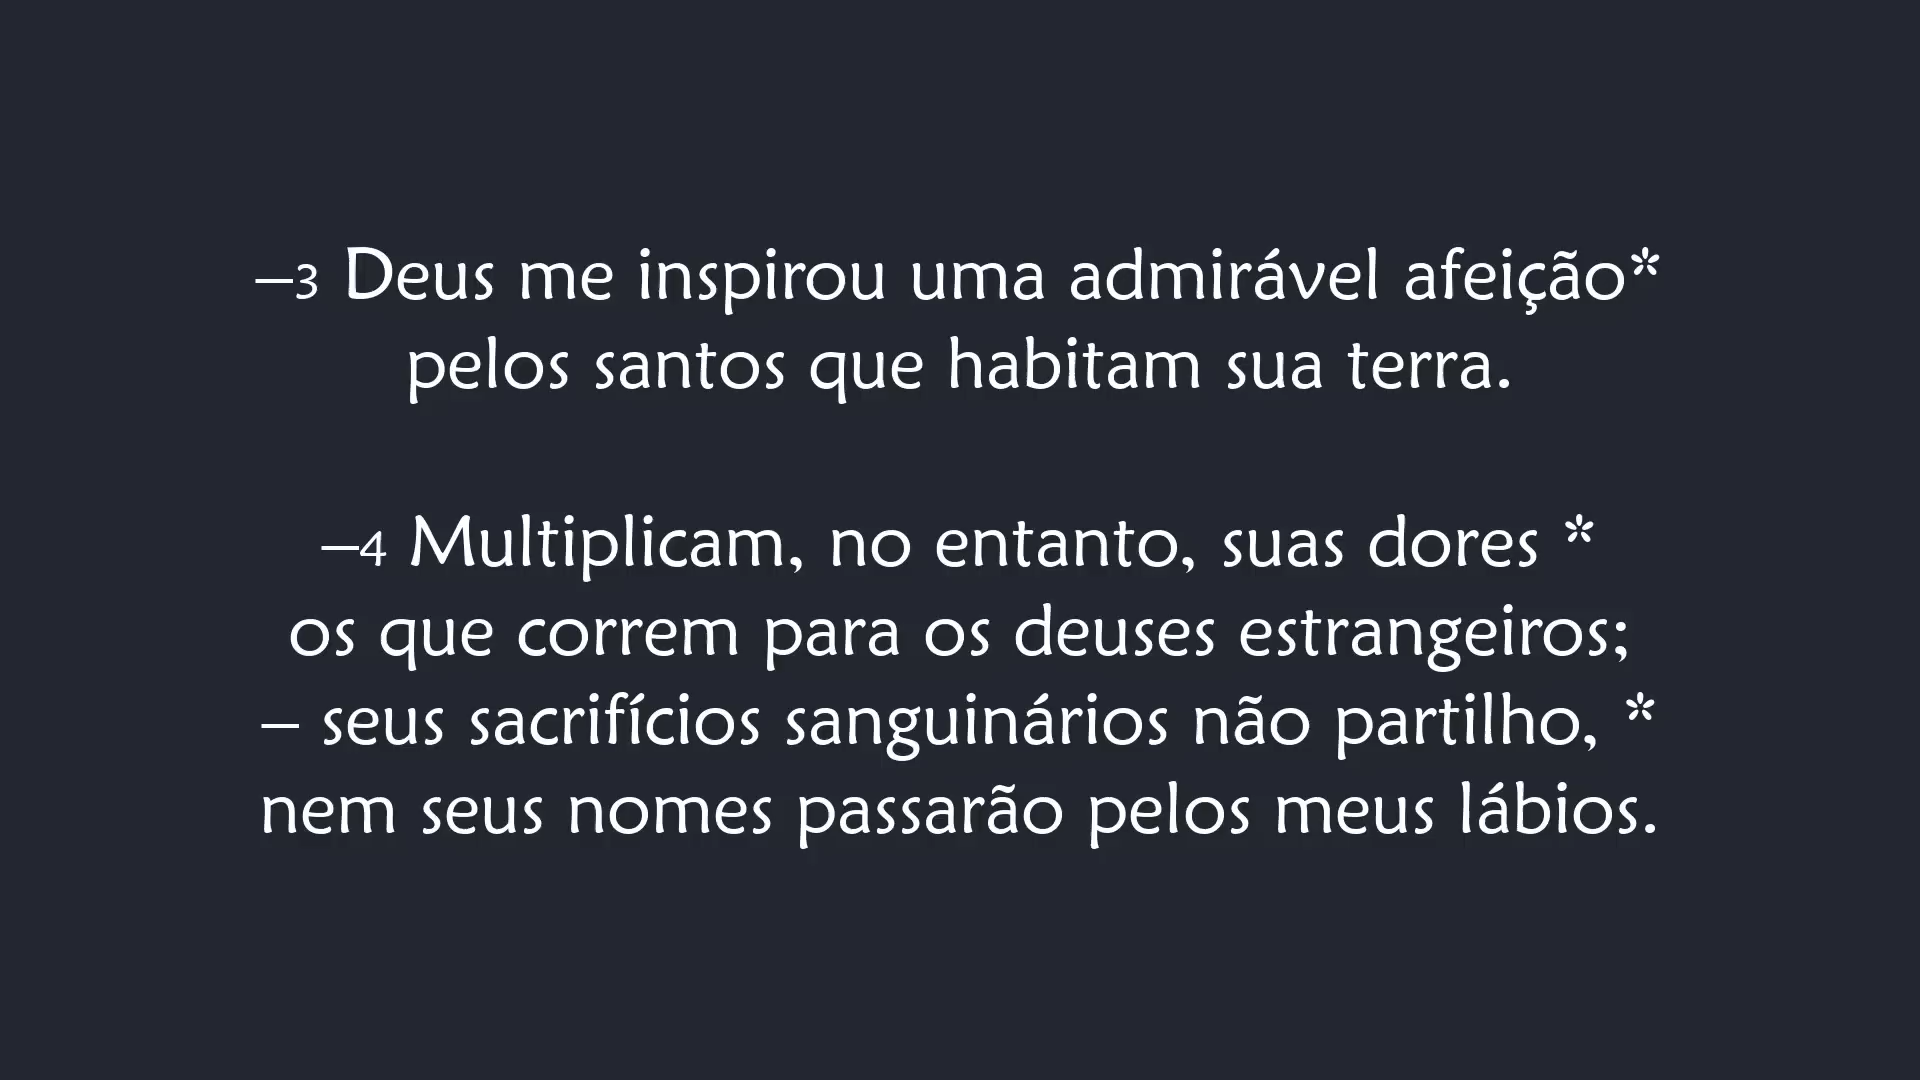 –3 Deus me inspirou uma admirável afeição*
pelos santos que habitam sua terra.
–4 Multiplicam, no entanto, suas dores *
os que correm para os deuses estrangeiros;
– seus sacrifícios sanguinários não partilho, *
nem seus nomes passarão pelos meus lábios.